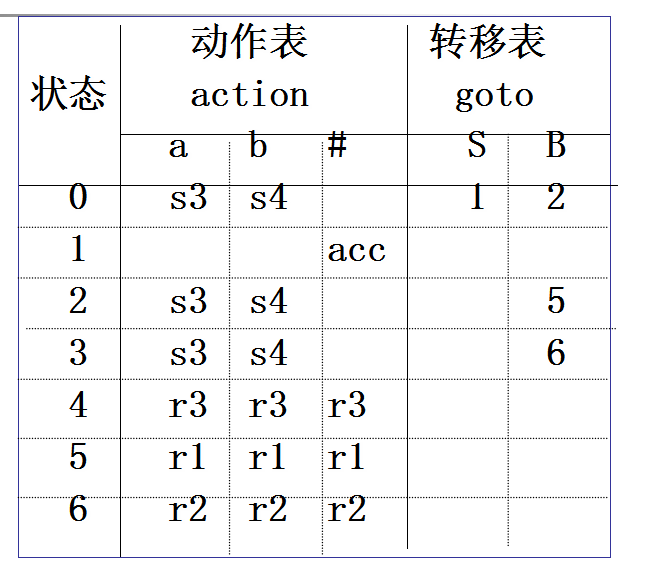 动作表 转移表
状态 action goto
a b # S B
0 s3 s4 1 2
1 acc
2 s3 s4 5
3 s3 s4 6
4 r3 r3 r3
5 r1 r1 r1
6 r2 r2 r2